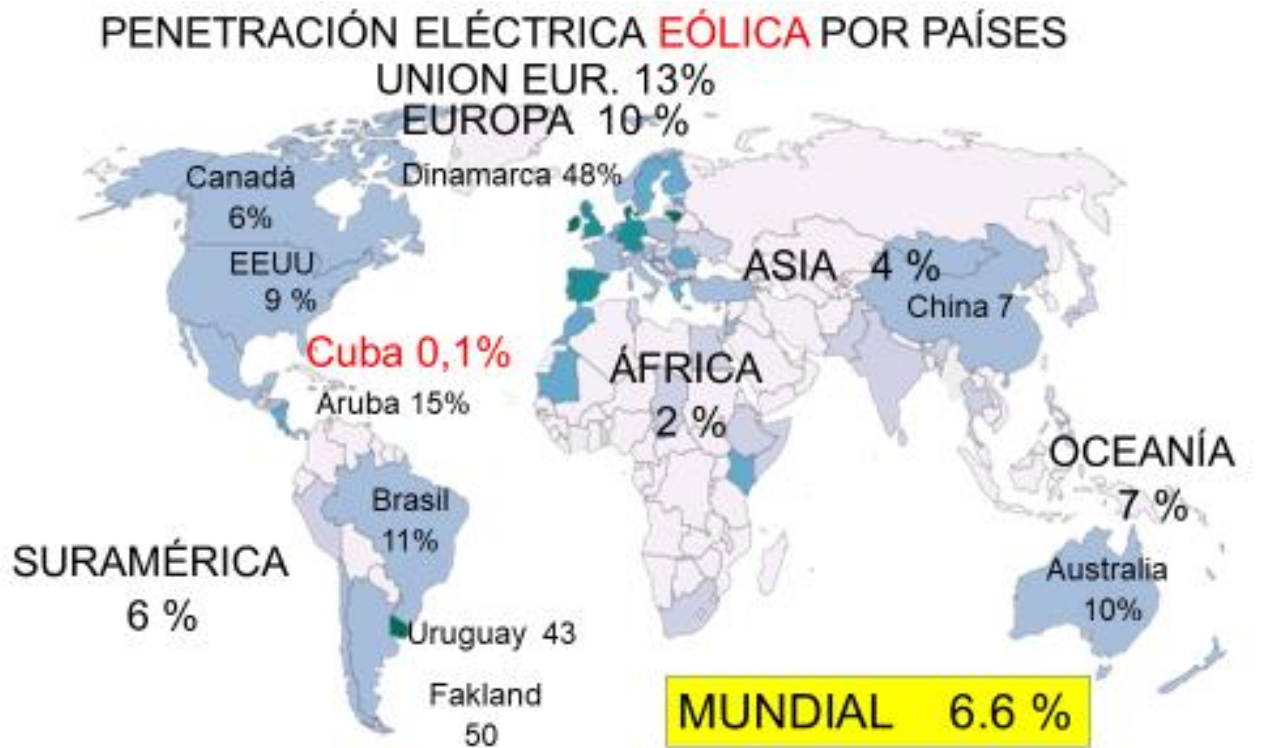 PENETRACIÓN ELÉCTRICA EÓLICA POR PAÍSES
UNION EUR. 13%
EUROPA 10 %
Dinamarca 48%
Canadá
6%
EEUU
9 %
ASIA 4 %
China 7
Cuba 0,1%
Aruba 15%
ÁFRICA
2 %
OCEANÍA
7 %
Brasil
11%
SURAMÉRICA
6 %
Australia
10%
Uruguay 43
Fakland
50
MUNDIAL 6.6 %